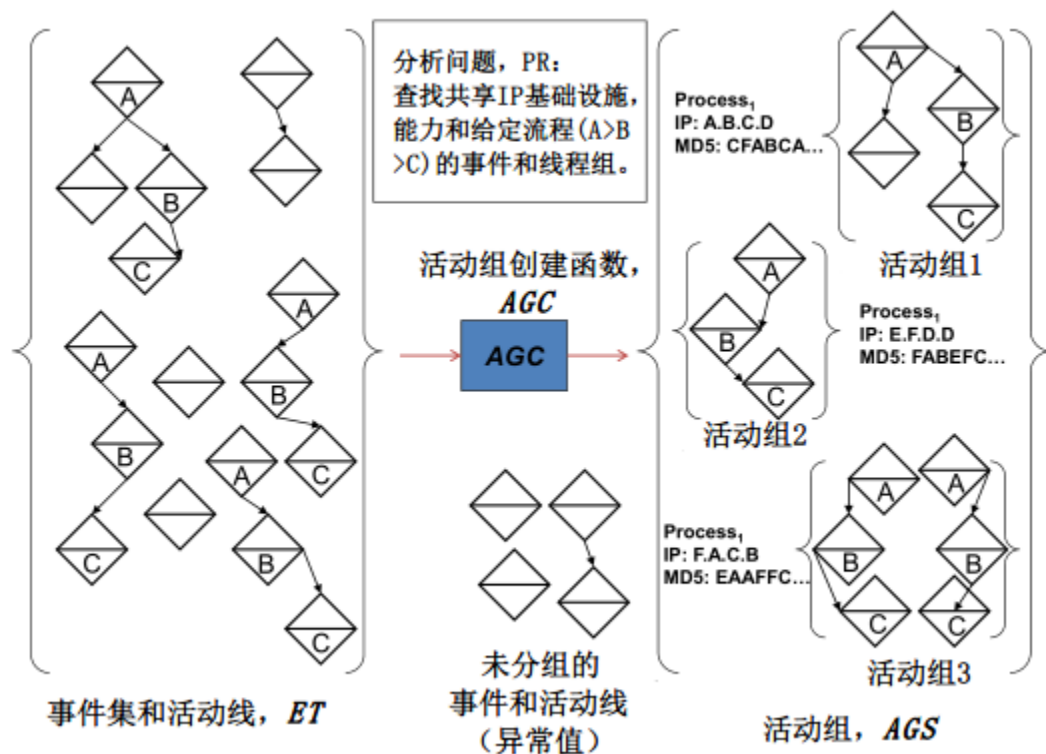 A
B
C
A
B
C
A
B
C
A
B
C
事件集和活动线，ET
分析问题，PR：
查找共享IP基础设施，
能力和给定流程(A>B
>C)的事件和线程组。
活动组创建函数，
AGC
AGC
未分组的
事件和活动线
（异常值）
Process₁
IP: A.B.C.D
MD5: CFABCA…
A
B
C
活动组1
A
B
C
Process₁
IP: E.F.D.D
MD5: FABEFC…
活动组2
Process₁
IP: F.A.C.B
MD5: EAAFFC…
A
A
B
B
C
C
活动组3
活动组，AGS